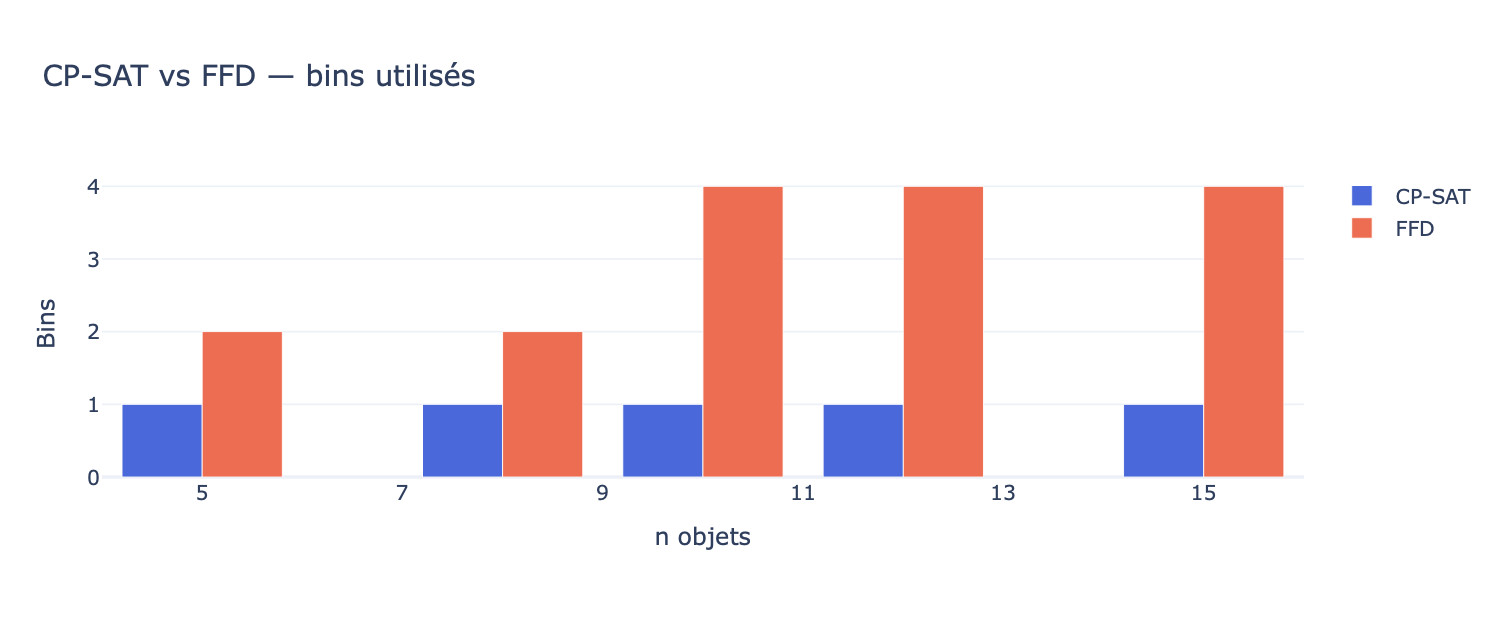 CP-SAT vs FFD — bins utilisés
4
3
2
1
0
Bins
5 7 9 11 13 15
n objets
CP-SAT
FFD